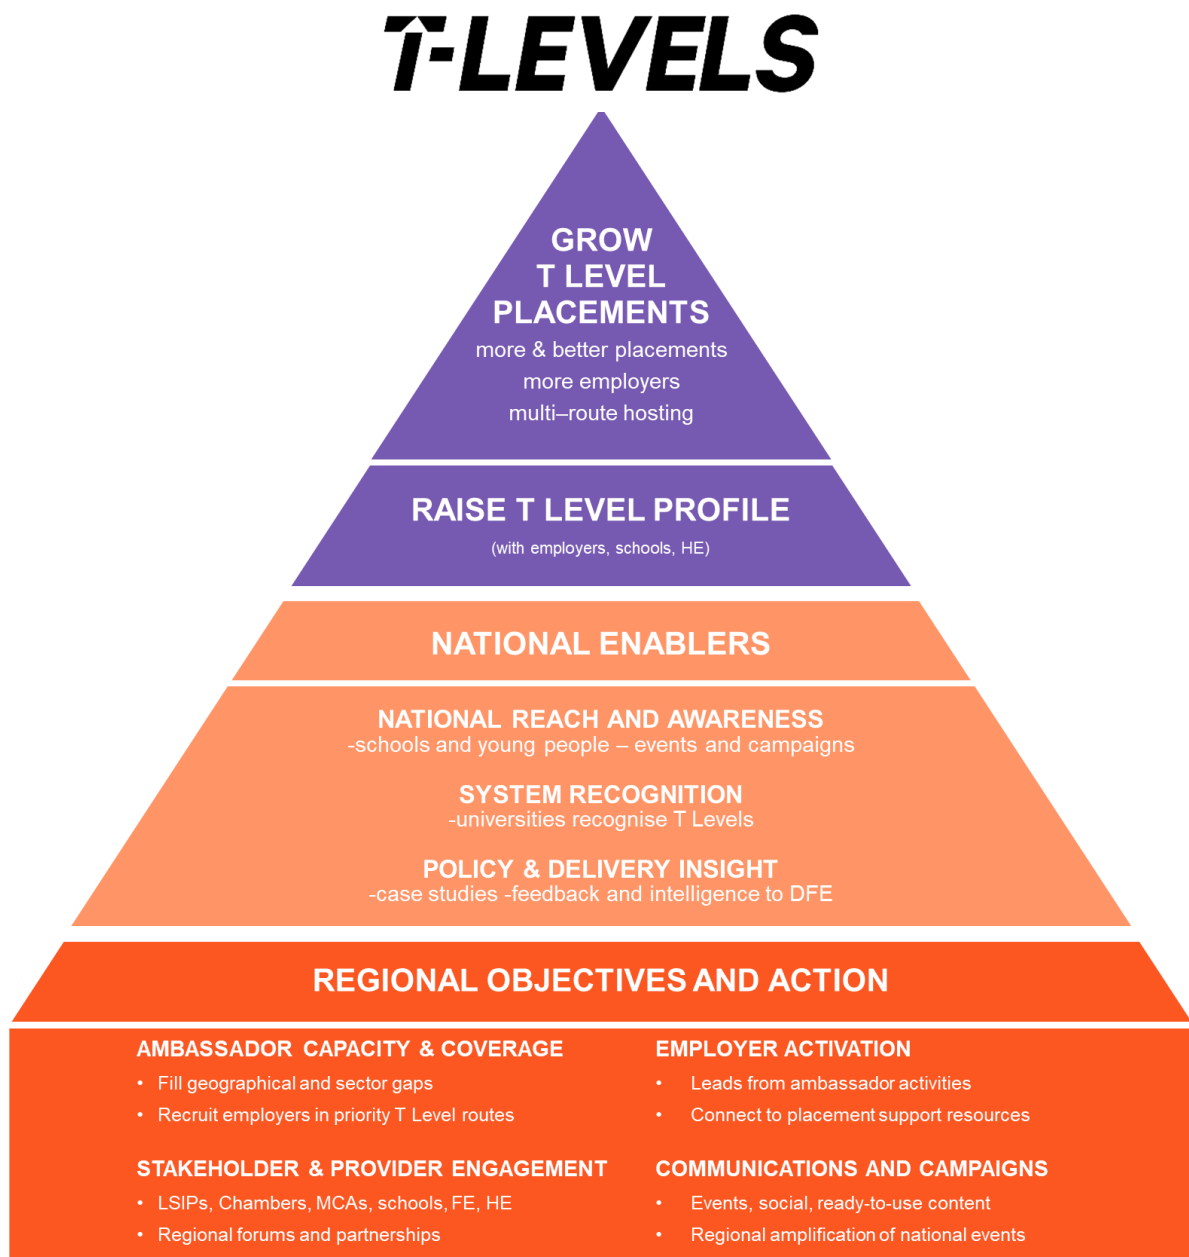 T-LEVELS
GROW
T LEVEL
PLACEMENTS
more & better placements
more employers
multi–route hosting
RAISE T LEVEL PROFILE
(with employers, schools, HE)
NATIONAL ENABLERS
NATIONAL REACH AND AWARENESS
-schools and young people – events and campaigns
SYSTEM RECOGNITION
-universities recognise T Levels
POLICY & DELIVERY INSIGHT
-case studies -feedback and intelligence to DFE
REGIONAL OBJECTIVES AND ACTION
AMBASSADOR CAPACITY & COVERAGE
• Fill geographical and sector gaps
• Recruit employers in priority T Level routes
EMPLOYER ACTIVATION
• Leads from ambassador activities
• Connect to placement support resources
STAKEHOLDER & PROVIDER ENGAGEMENT
• LSIPs, Chambers, MCAs, schools, FE, HE
• Regional forums and partnerships
COMMUNICATIONS AND CAMPAIGNS
• Events, social, ready-to-use content
• Regional amplification of national events